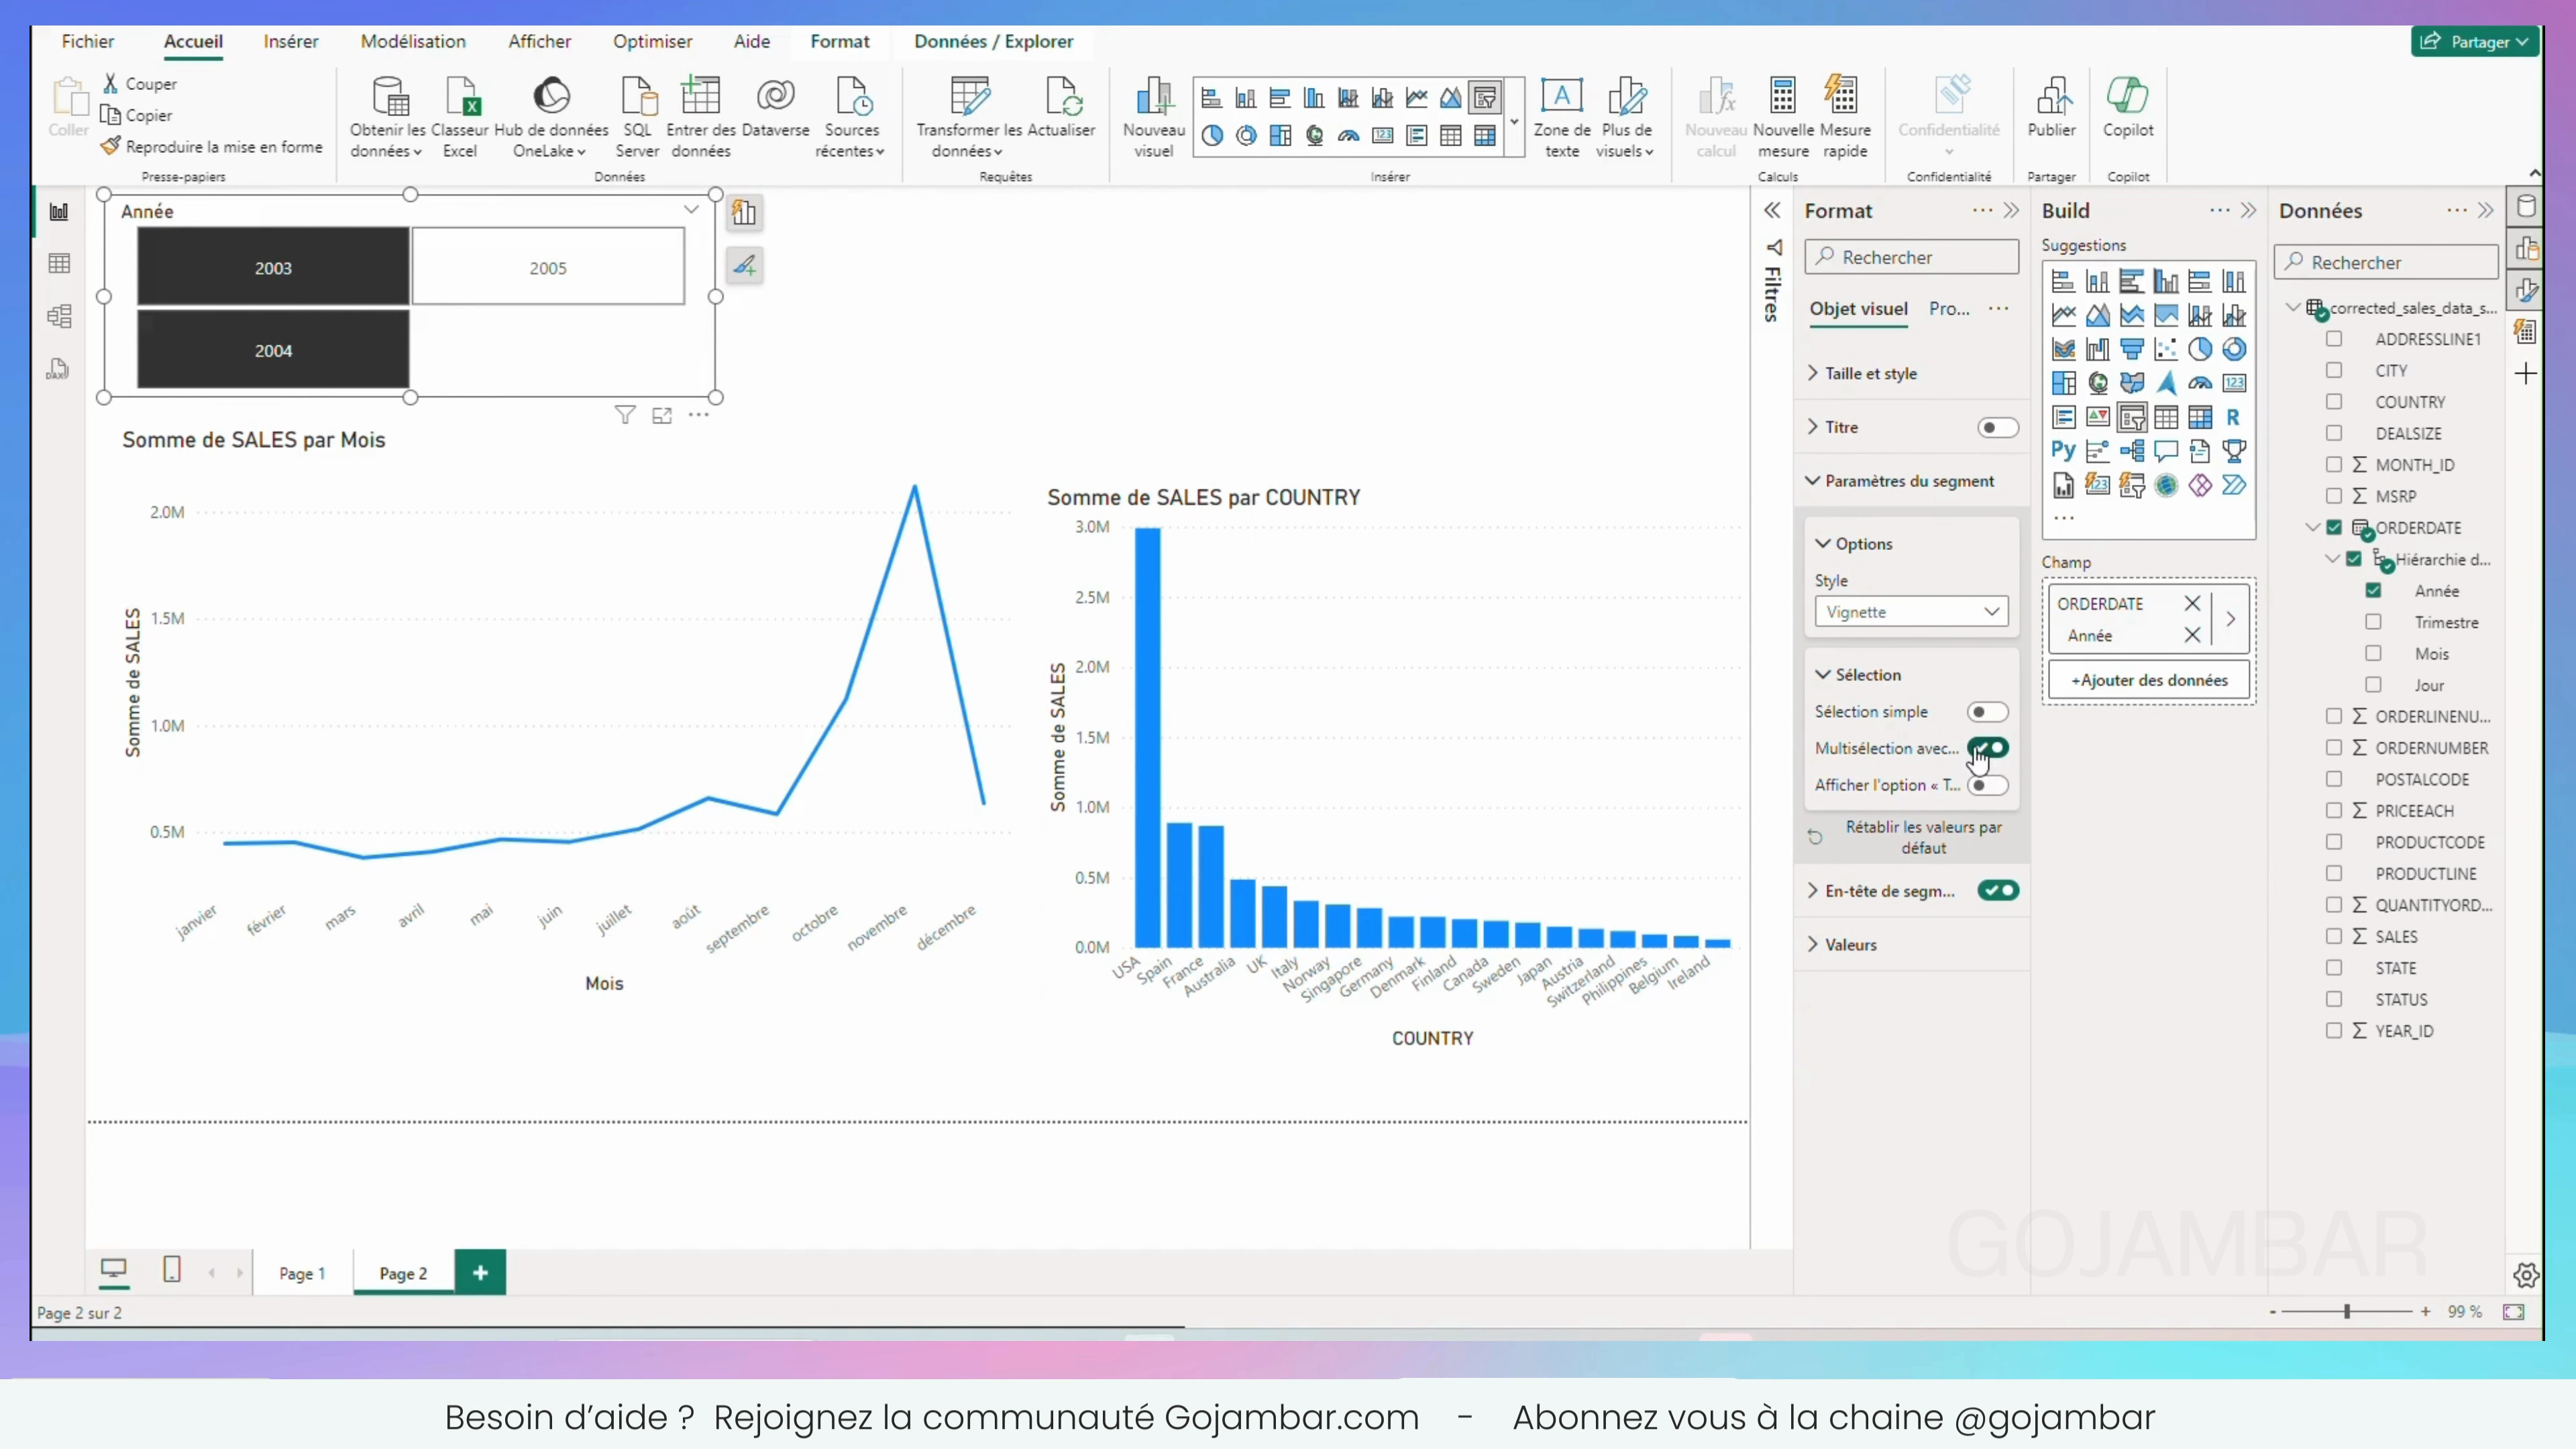 Fichier
Accueil
Insérer
Modélisation
Afficher
Optimiser
Aide
Format
Données / Explorer
Partager
Coller
Couper
Copier
Reproduire la mise en forme
Presse-papiers
Obtenir les
données
Classeur
Excel
Hub de données
OneLake
SQL
Server
Entrer des
données
Dataverse
Sources
récentes
Données
Transformer les
données
Actualiser
Requêtes
Nouveau
visuel
Zone de
texte
Plus de
visuels
Insérer
Nouveau
calcul
Nouvelle
mesure
Mesure
rapide
Calculs
Confidentialité
Confidentialité
Publier
Partager
Copilot
Copilot
Année
2003
2005
2004
Somme de SALES par Mois
Somme de SALES
2.0M
1.5M
1.0M
0.5M
janvier
février
mars
avril
mai
juin
juillet
août
septembre
octobre
novembre
décembre
Mois
Somme de SALES par COUNTRY
Somme de SALES
3.0M
2.5M
2.0M
1.5M
1.0M
0.5M
0.0M
USA
Spain
France
Australia
UK
Italy
Norway
Singapore
Germany
Denmark
Finland
Canada
Sweden
Japan
Austria
Switzerland
Philippines
Belgium
Ireland
COUNTRY
Filtres
Format
Rechercher
Objet visuel
Pro...
Taille et style
Titre
Paramètres du segment
Options
Style
Vignette
Sélection
Sélection simple
Multisélection avec...
Afficher l'option « T...
Rétablir les valeurs par
défaut
En-tête de segm...
Valeurs
Build
Suggestions
R
Py
123
...
Champ
ORDERDATE
Année
+Ajouter des données
Données
Rechercher
corrected_sales_data_s...
ADDRESSLINE1
CITY
COUNTRY
DEALSIZE
MONTH_ID
MSRP
ORDERDATE
Hiérarchie d...
Année
Trimestre
Mois
Jour
ORDERLINENU...
ORDERNUMBER
POSTALCODE
PRICEEACH
PRODUCTCODE
PRODUCTLINE
QUANTITYORD...
SALES
STATE
STATUS
YEAR_ID
GOJAMBAR
Page 1
Page 2
+
Page 2 sur 2
- + 99 %
Besoin d'aide ? Rejoignez la communauté Gojambar.com - Abonnez vous à la chaine @gojambar